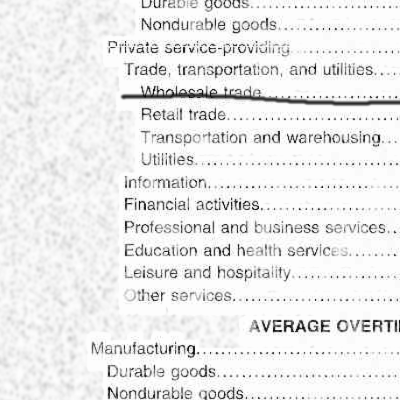 Durable goods..............
Nondurable goods...........
Private service-providing..........
Trade, transportation, and utilities....
Wholesale trade..............
Retail trade....................
Transportation and warehousing...
Utilities........................
Information........................
Financial activities...............
Professional and business services..
Education and health services........
Leisure and hospitality.............
Other services......................
AVERAGE OVERTI
Manufacturing.........................
Durable goods........................
Nondurable goods...................